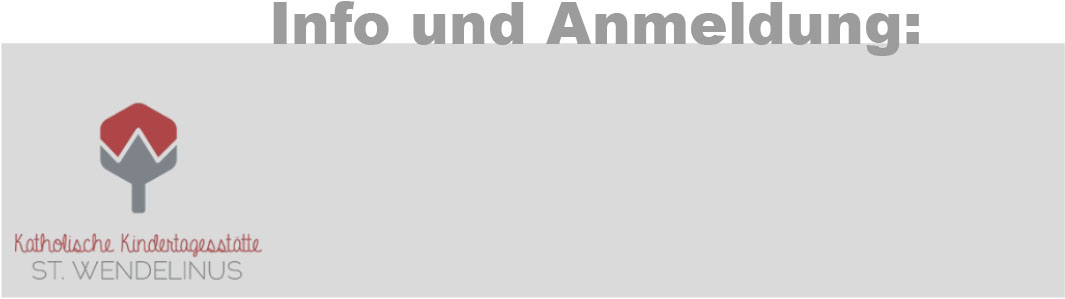 Info und Anmeldung:
Katholische Kindertagesstätte
ST. WENDELINUS